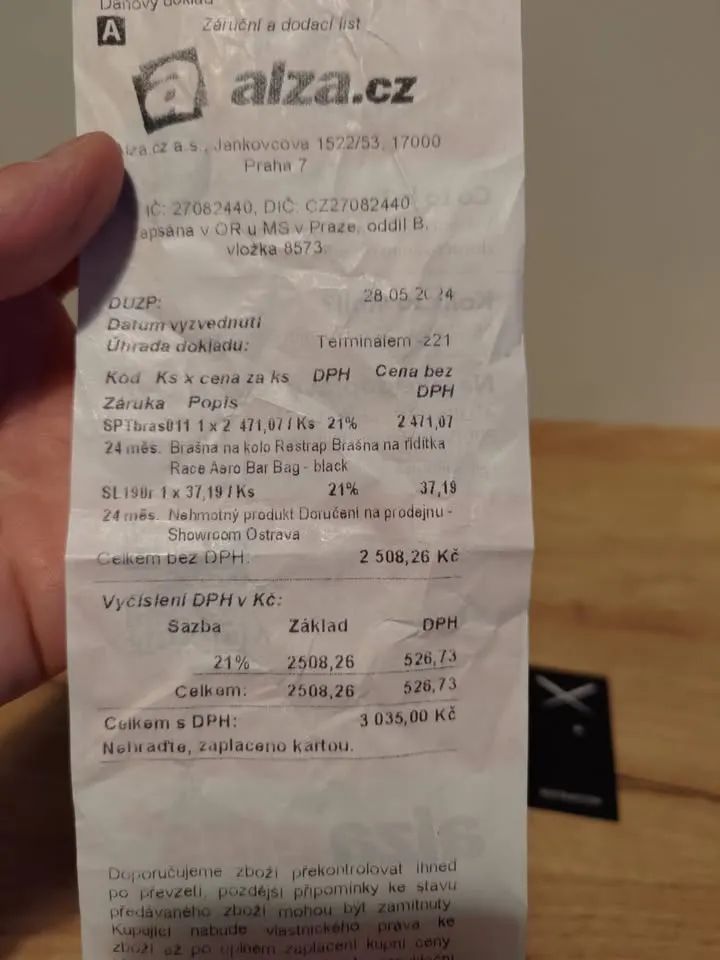 Daňový doklad
A
Záruční a dodací list
a alza.cz
Alza.cz a.s., Jankovcova 1522/53, 17000
Praha 7
IČ: 27082440, DIČ: CZ27082440
apsána v OR u MS v Praze, oddíl B,
vložka 8573.
DUZP: 28.05.2024
Datum vyzvednutí
Úhrada dokladu: Terminálem -z21
Kód Ks x cena za ks DPH Cena bez
DPH
Záruka Popis
SPTbras011 1 x 2 471,07 / Ks 21% 2 471,07
24 měs. Brašna na kolo Restrap Brašna na řidítka
Race Aero Bar Bag - black
SL190r 1 x 37,19 / Ks 21% 37,19
24 měs. Nehmotný produkt Doručení na prodejnu -
Showroom Ostrava
Celkem bez DPH: 2 508,26 Kč
Vyčíslení DPH v Kč:
Sazba Základ DPH
21% 2508,26 526,73
Celkem: 2508,26 526,73
Celkem s DPH: 3 035,00 Kč
Nehraďte, zaplaceno kartou.
Doporučujeme zboží překontrolovat ihned
po převzetí, pozdější připomínky ke stavu
předávaného zboží mohou být zamítnuty
Kupující nabude vlastnického práva ke
zboží až po úplném zaplacení kupní ceny